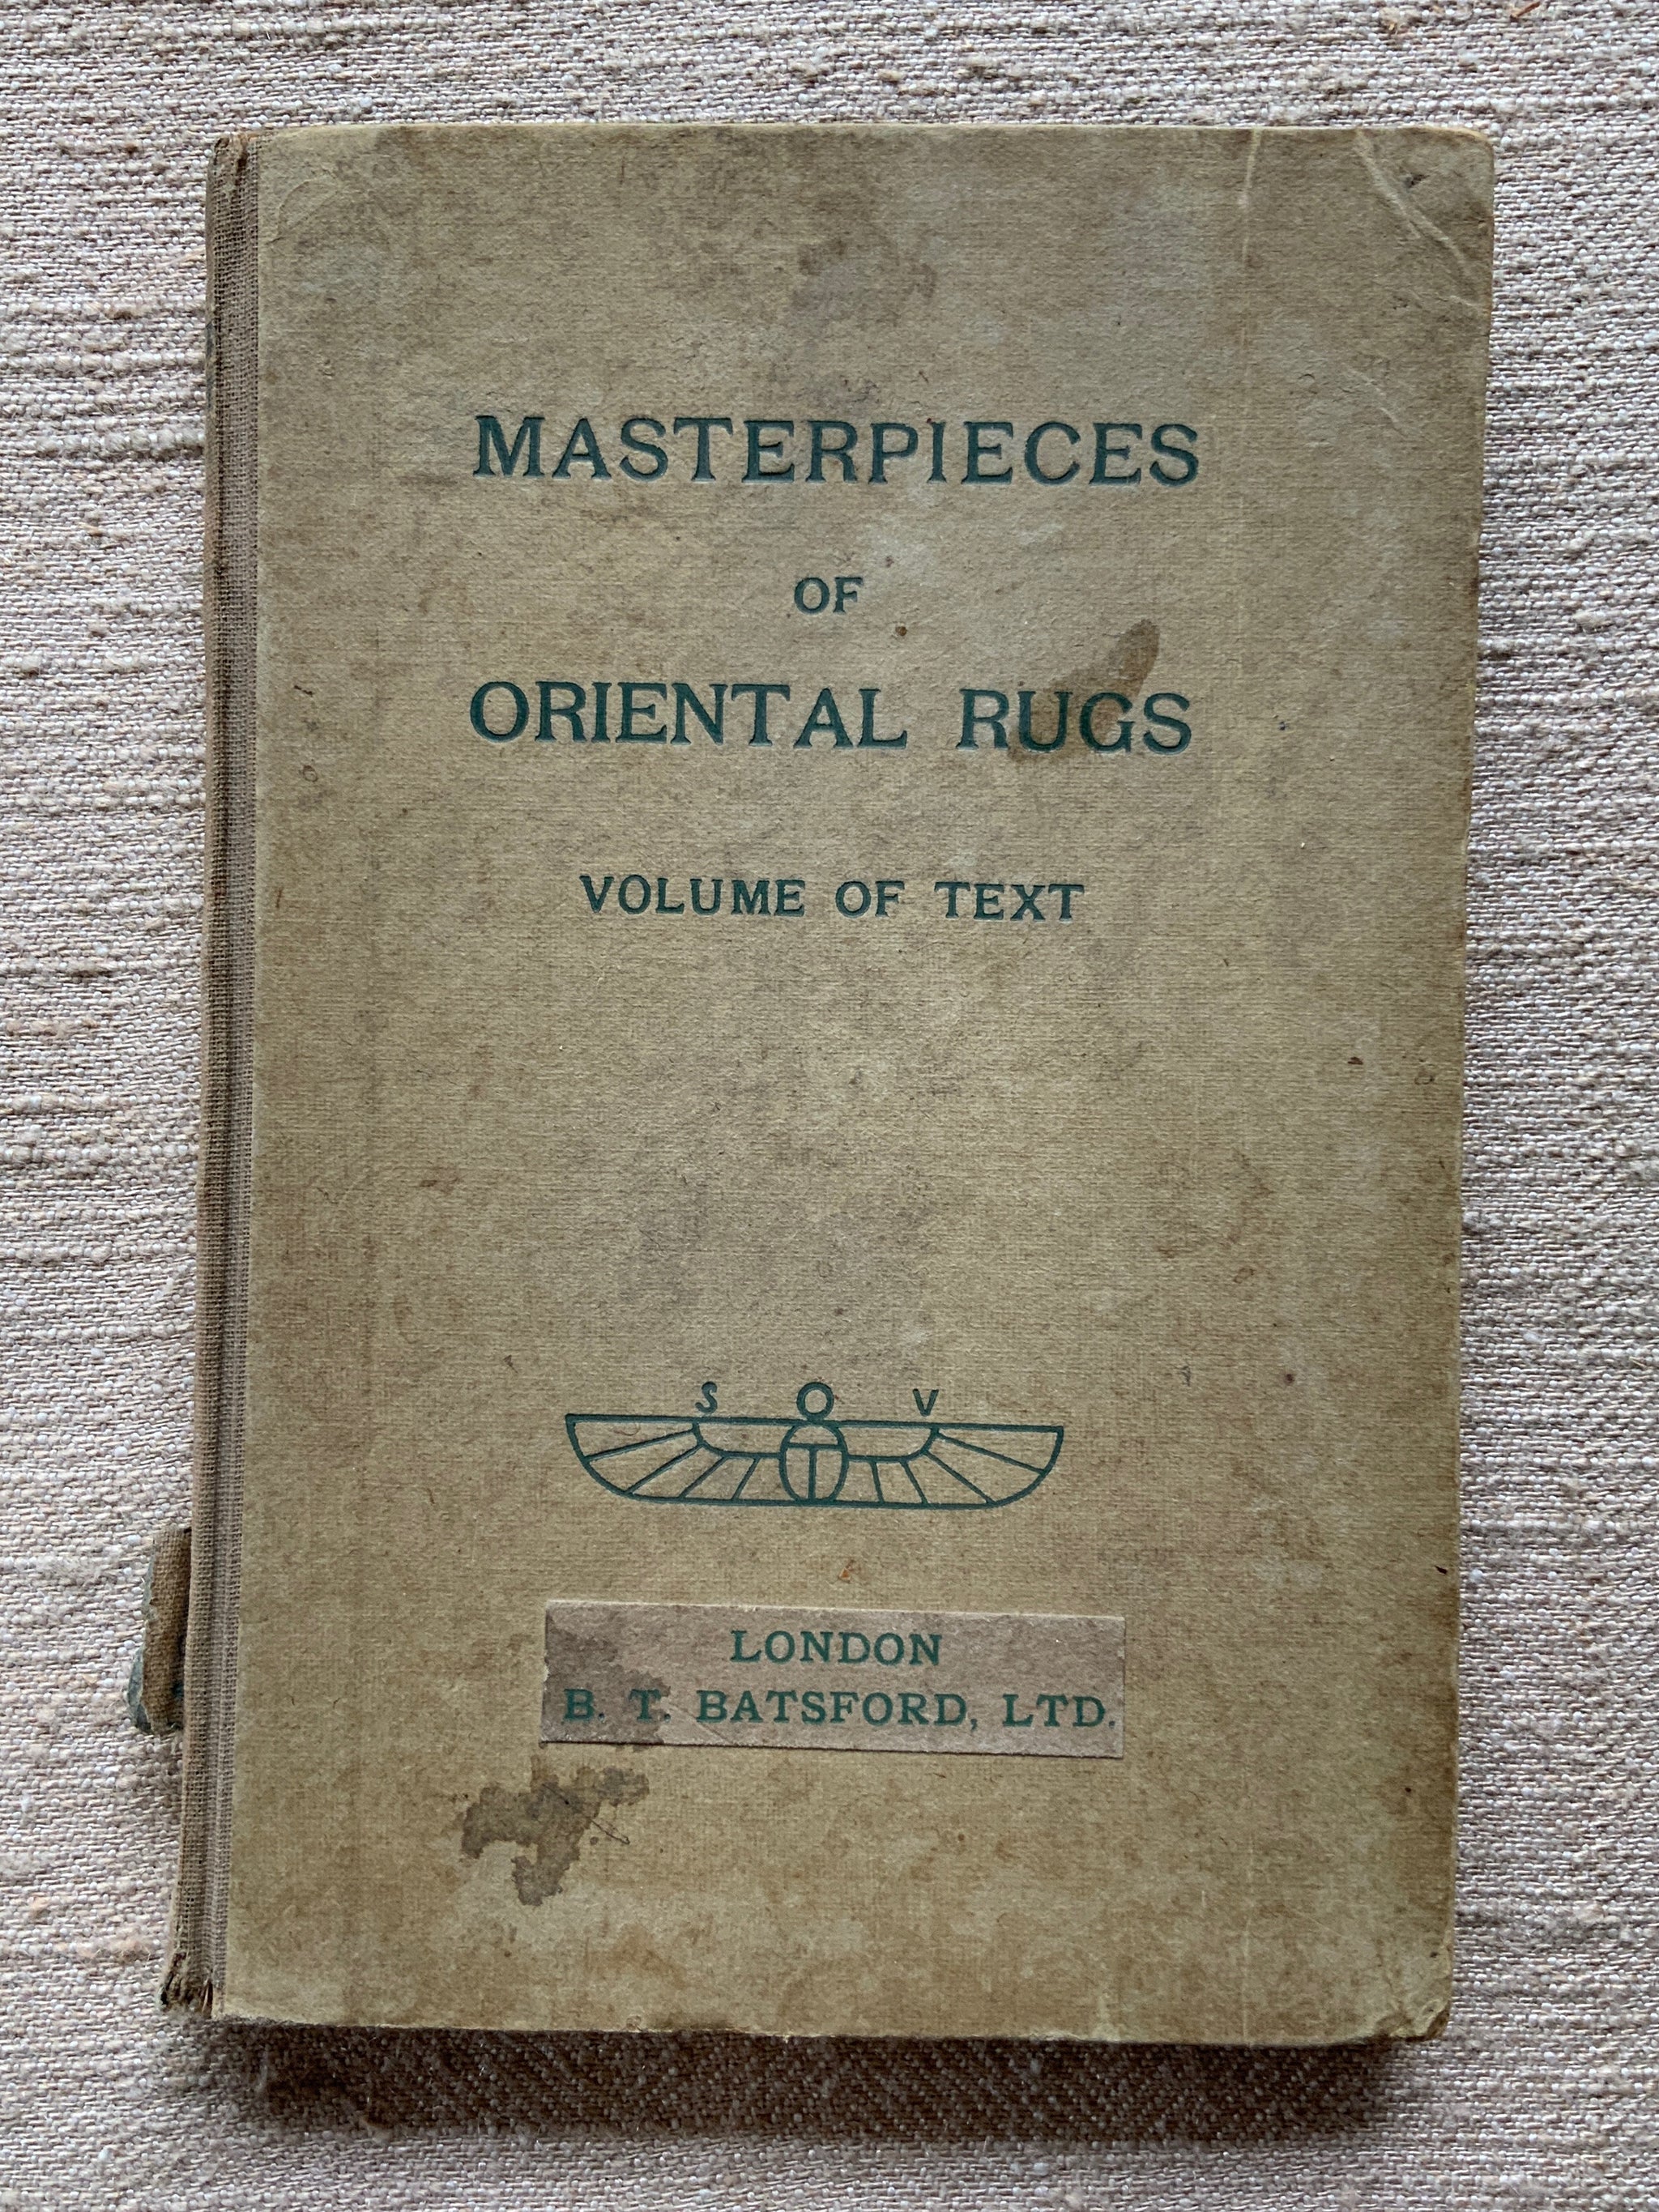 MASTERPIECES
OF
ORIENTAL RUGS
VOLUME OF TEXT
S V
LONDON
B. T. BATSFORD, LTD.